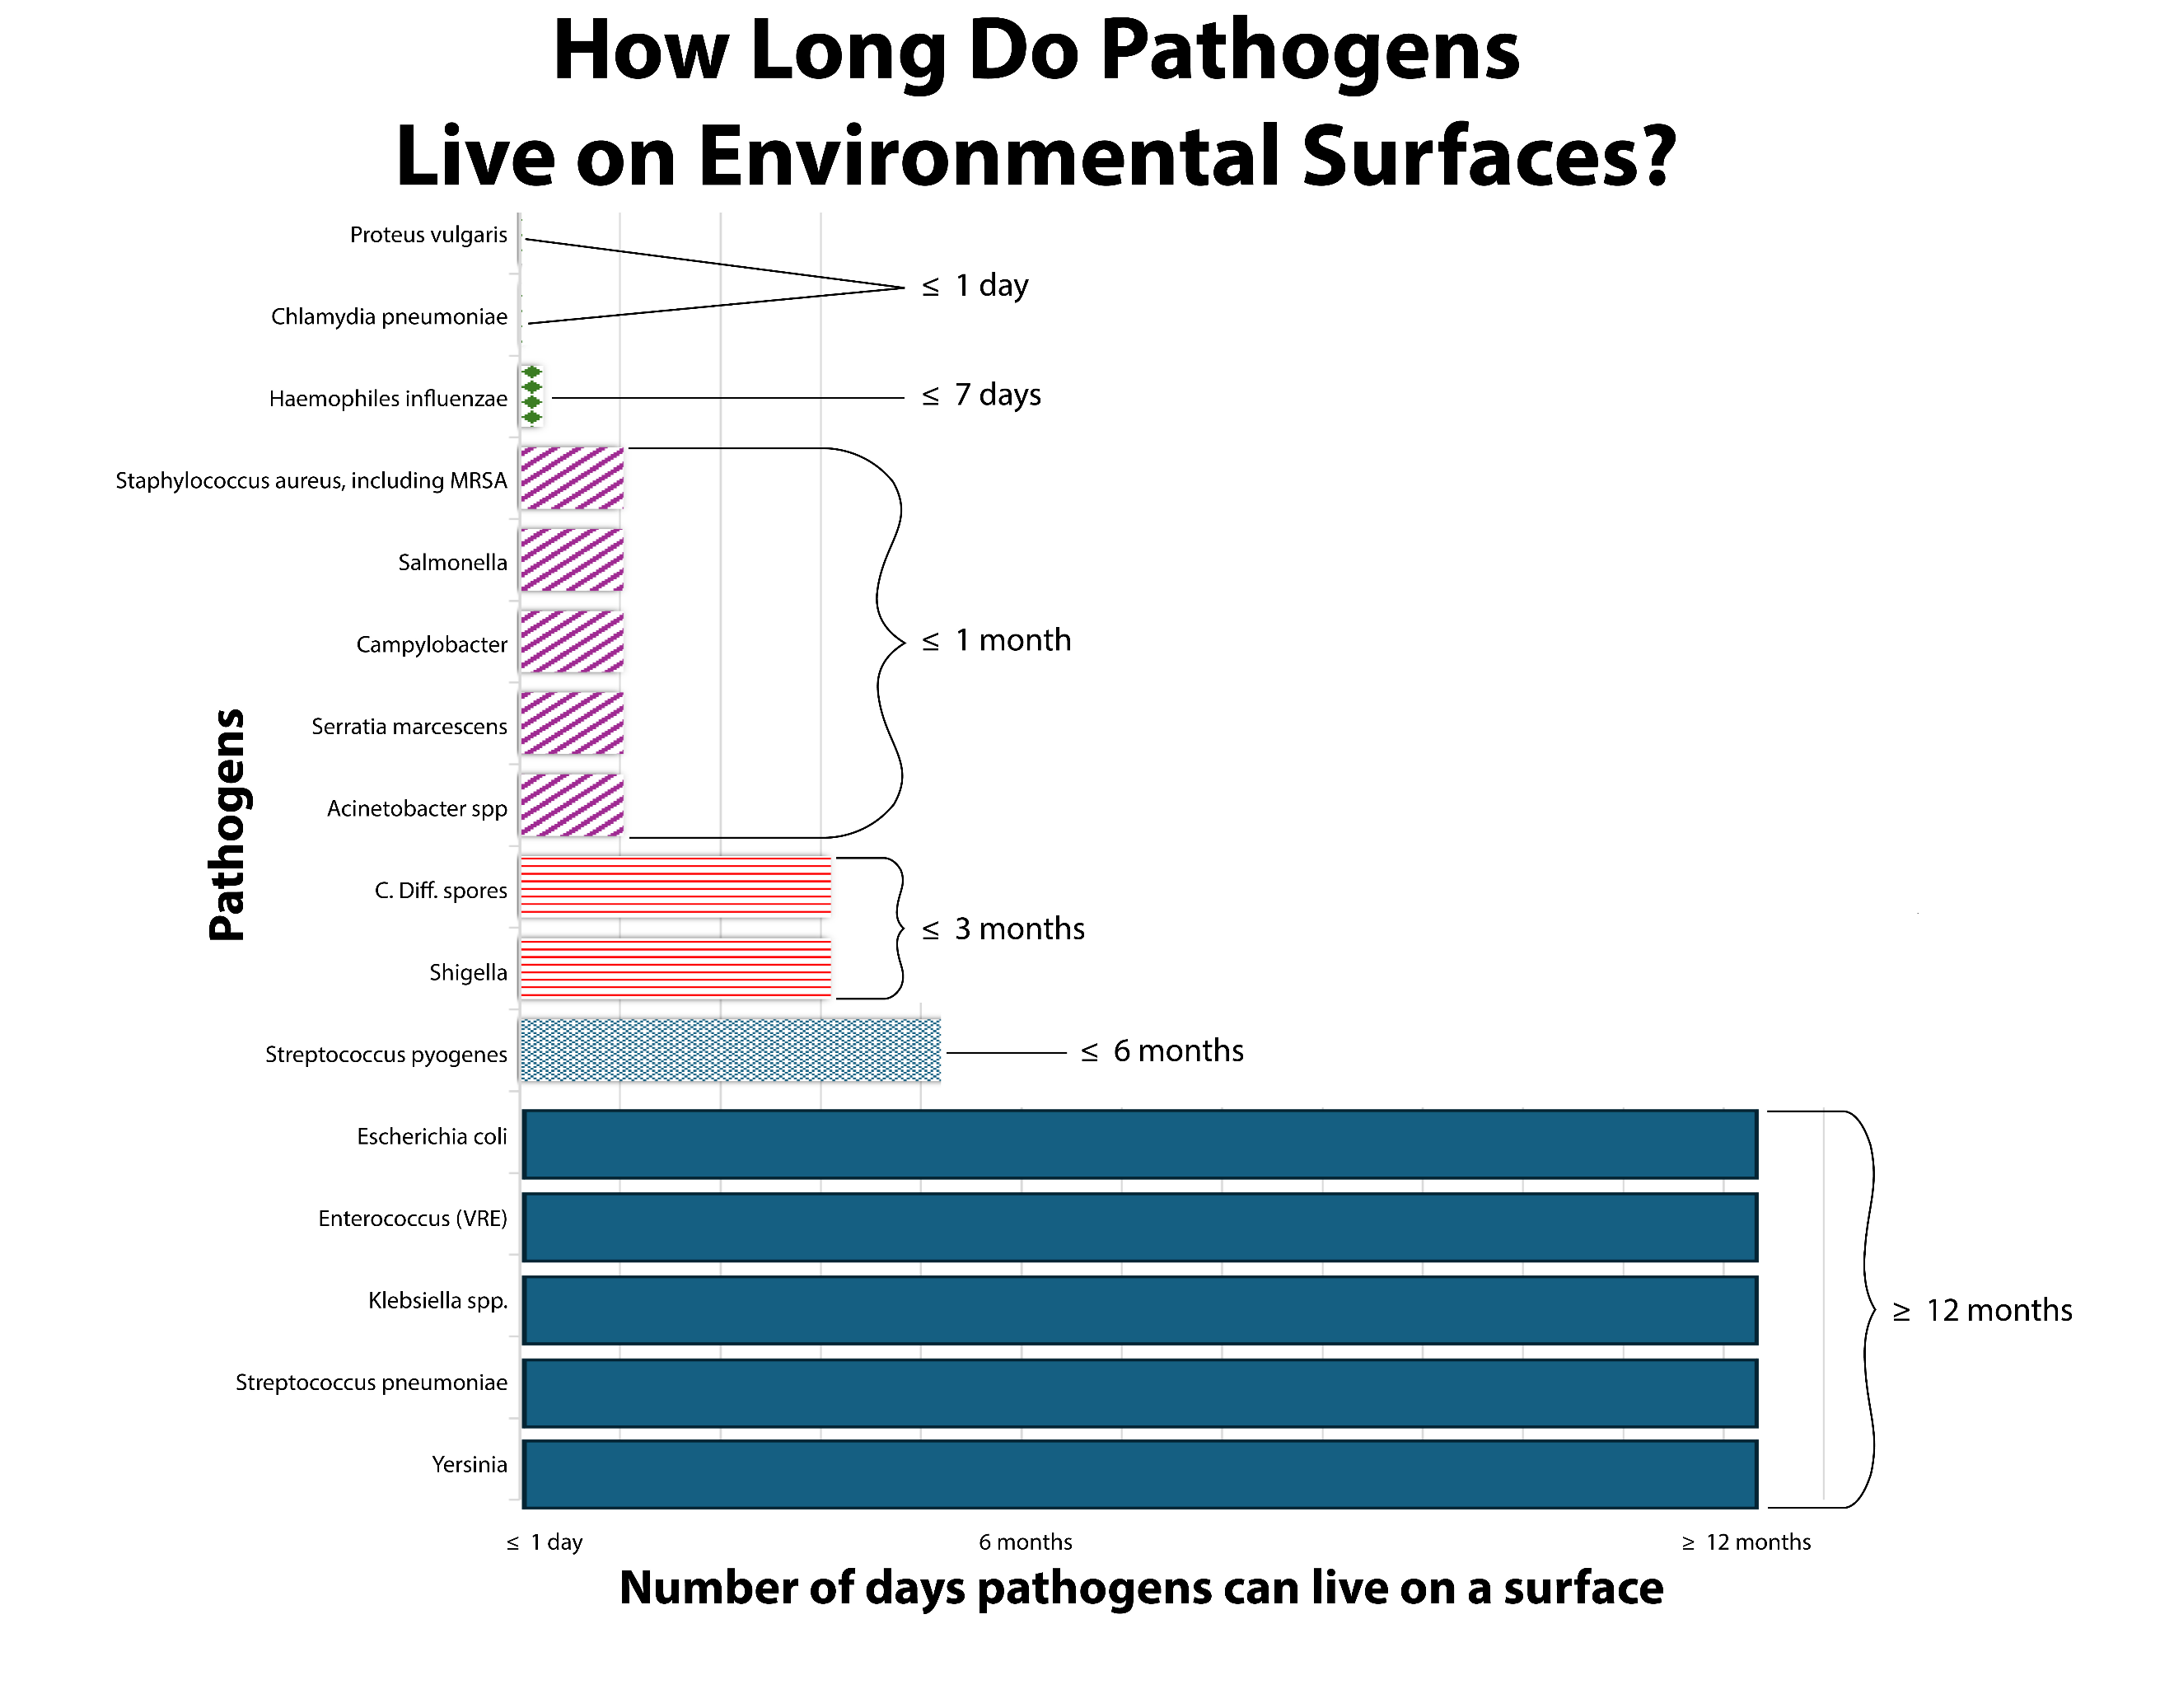 How Long Do Pathogens
Live on Environmental Surfaces?
Proteus vulgaris
≤ 1 day
Chlamydia pneumoniae
Haemophiles influenzae
≤ 7 days
Staphylococcus aureus, including MRSA
Salmonella
Campylobacter
≤ 1 month
Serratia marcescens
Acinetobacter spp
Pathogens
C. Diff. spores
≤ 3 months
Shigella
Streptococcus pyogenes
≤ 6 months
Escherichia coli
Enterococcus (VRE)
Klebsiella spp.
≥ 12 months
Streptococcus pneumoniae
Yersinia
≤ 1 day
6 months
≥ 12 months
Number of days pathogens can live on a surface